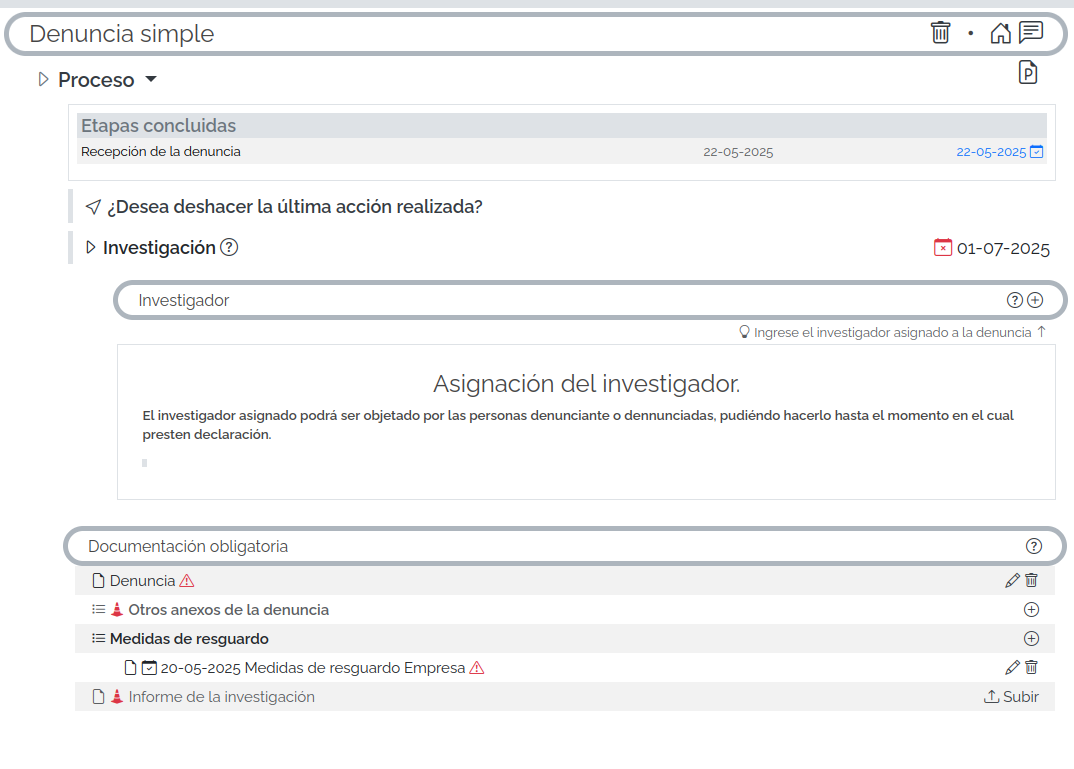 Denuncia simple
Proceso
P
Etapas concluidas
Recepción de la denuncia 22-05-2025 22-05-2025
¿Desea deshacer la última acción realizada?
Investigación ? 01-07-2025
Investigador ?
Ingrese el investigador asignado a la denuncia ↑
Asignación del investigador.
El investigador asignado podrá ser objetado por las personas denunciante o dennunciadas, pudiéndo hacerlo hasta el momento en el cual
presten declaración.
Documentación obligatoria ?
Denuncia
Otros anexos de la denuncia
Medidas de resguardo
20-05-2025 Medidas de resguardo Empresa
Informe de la investigación Subir